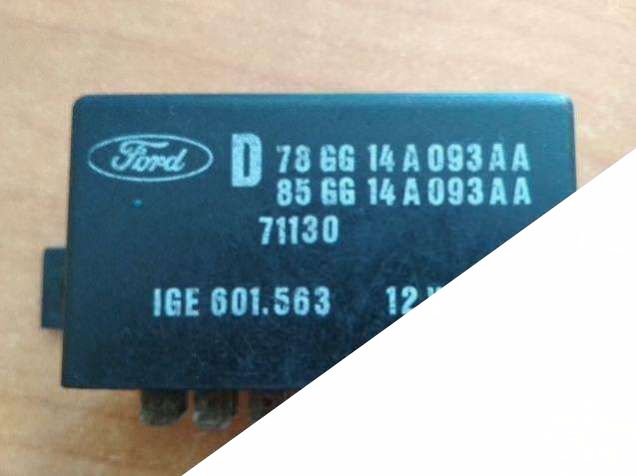 Ford D 78 GG 14 A 093 AA
85 GG 14 A 093 AA
71130
IGE 601.563 12